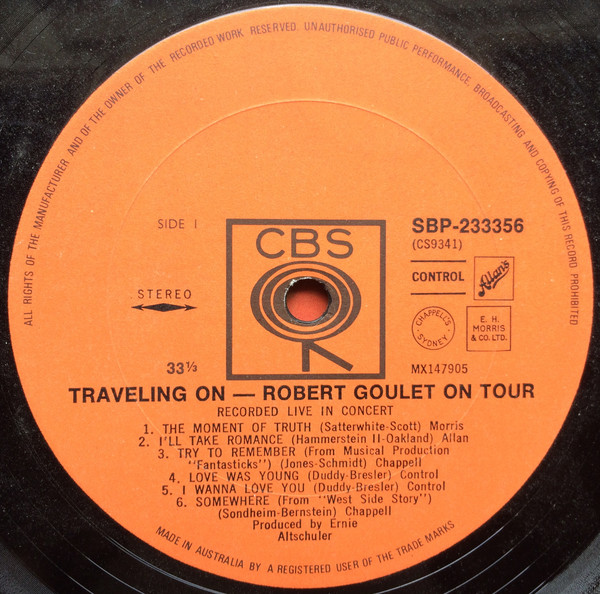 ALL RIGHTS OF THE MANUFACTURER AND OF THE OWNER OF THE RECORDED WORK RESERVED. UNAUTHORISED PUBLIC PERFORMANCE, BROADCASTING AND COPYING OF THIS RECORD PROHIBITED
SIDE 1
CBS
SBP-233356
(CS9341)
STEREO
CONTROL
Allan's
CHAPPELL'S
SYDNEY
E. H.
MORRIS
& CO. LTD.
33⅓
MX147905
TRAVELING ON — ROBERT GOULET ON TOUR
RECORDED LIVE IN CONCERT
1. THE MOMENT OF TRUTH (Satterwhite-Scott) Morris
2. I'LL TAKE ROMANCE (Hammerstein II-Oakland) Allan
3. TRY TO REMEMBER (From Musical Production
"Fantasticks") (Jones-Schmidt) Chappell
4. LOVE WAS YOUNG (Duddy-Bresler) Control
5. I WANNA LOVE YOU (Duddy-Bresler) Control
6. SOMEWHERE (From "West Side Story")
(Sondheim-Bernstein) Chappell
Produced by Ernie
Altschuler
MADE IN AUSTRALIA BY A REGISTERED USER OF THE TRADE MARKS